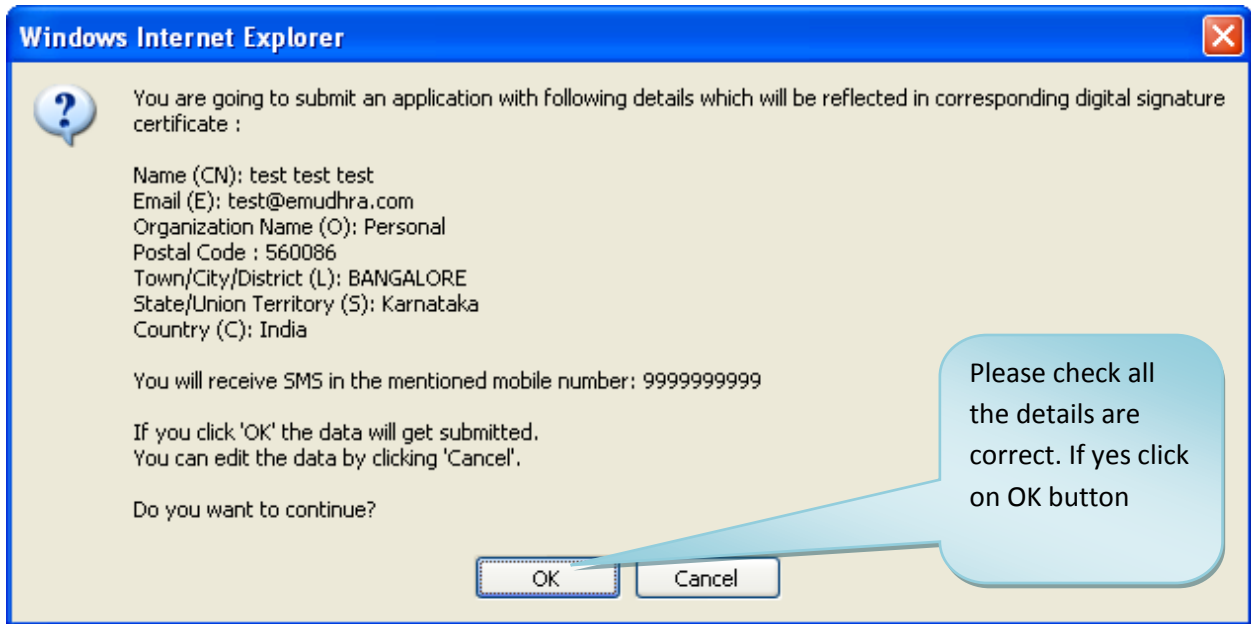 Windows Internet Explorer
You are going to submit an application with following details which will be reflected in corresponding digital signature
certificate :
Name (CN): test test test
Email (E): test@emudhra.com
Organization Name (O): Personal
Postal Code : 560086
Town/City/District (L): BANGALORE
State/Union Territory (S): Karnataka
Country (C): India
You will receive SMS in the mentioned mobile number: 9999999999
If you click 'OK' the data will get submitted.
You can edit the data by clicking 'Cancel'.
Do you want to continue?
OK
Cancel
Please check all
the details are
correct. If yes click
on OK button